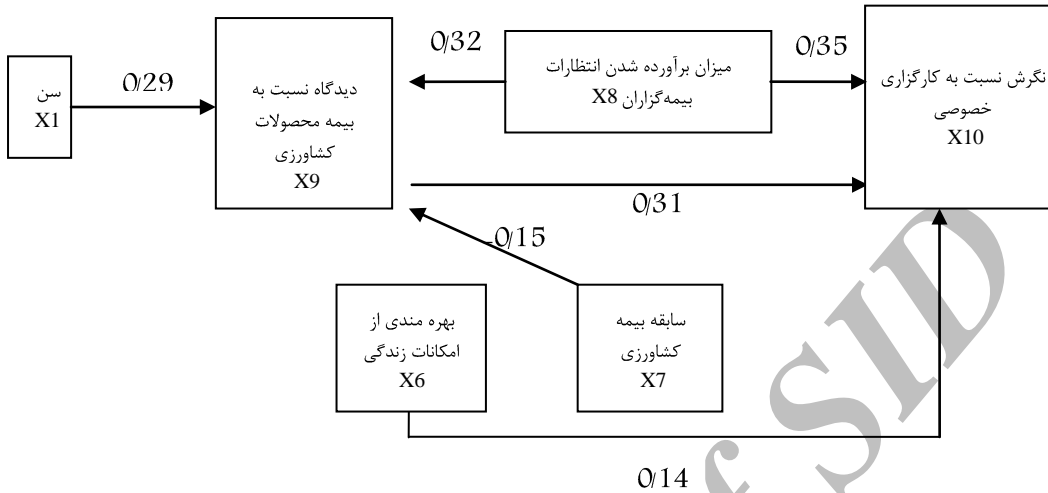 سن
X1
0/29
دیدگاه نسبت به
بیمه محصولات
کشاورزی
X9
0/32
میزان برآورده شدن انتظارات
بیمه‌گزاران X8
0/35
نگرش نسبت به کارگزاری
خصوصی
X10
0/31
-0/15
بهره مندی از
امکانات زندگی
X6
سابقه بیمه
کشاورزی
X7
0/14
of SID